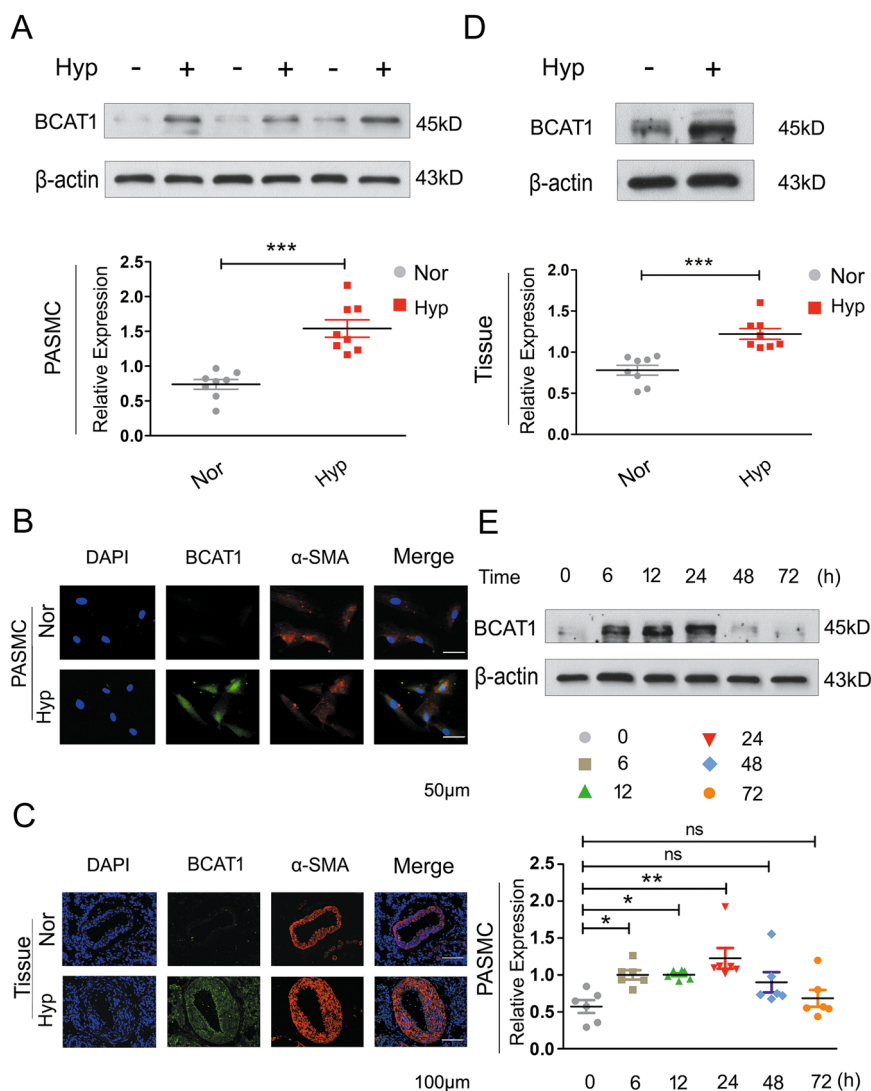 A
Hyp - + - + - +
BCAT1 45kD
β-actin 43kD
PASMC
Relative Expression
2.5
2.0
1.5
1.0
0.5
0.0
***
Nor
Hyp
Nor
Hyp
D
Hyp - +
BCAT1 45kD
β-actin 43kD
Tissue
Relative Expression
2.0
1.5
1.0
0.5
0.0
***
Nor
Hyp
Nor
Hyp
B
DAPI BCAT1 α-SMA Merge
PASMC
Nor
Hyp
50μm
C
DAPI BCAT1 α-SMA Merge
Tissue
Nor
Hyp
100μm
E
Time 0 6 12 24 48 72 (h)
BCAT1 45kD
β-actin 43kD
0 24
6 48
12 72
PASMC
Relative Expression
2.5
2.0
1.5
1.0
0.5
0.0
ns
ns
**
*
*
0 6 12 24 48 72 (h)